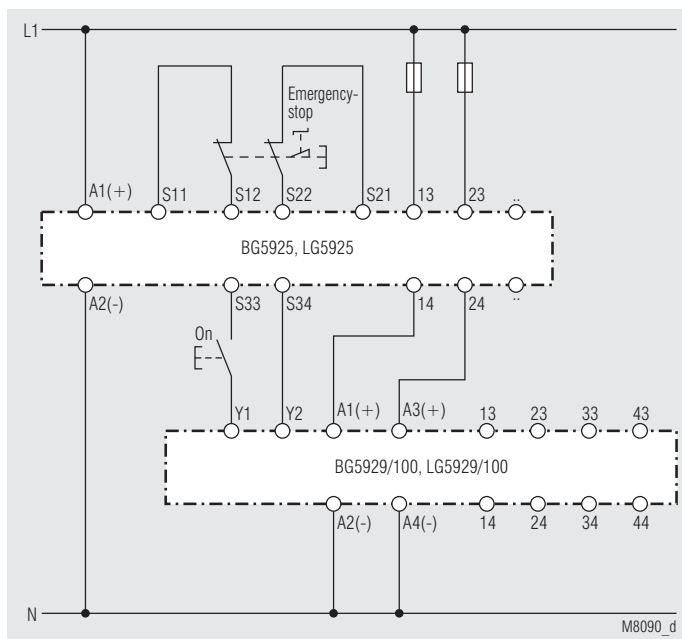 L1
Emergency-
stop
A1(+) S11 S12 S22 S21 13 23 ..
BG5925, LG5925
A2(-) S33 S34 14 24 ..
On
Y1 Y2 A1(+) A3(+) 13 23 33 43
BG5929/100, LG5929/100
A2(-) A4(-) 14 24 34 44
N
M8090_d